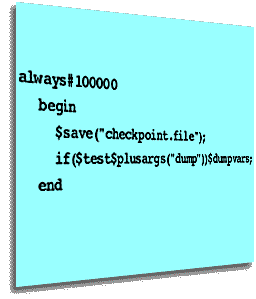 always#100000
begin
$save("checkpoint.file");
if($test$plusargs("dump"))$dumpvars;
end